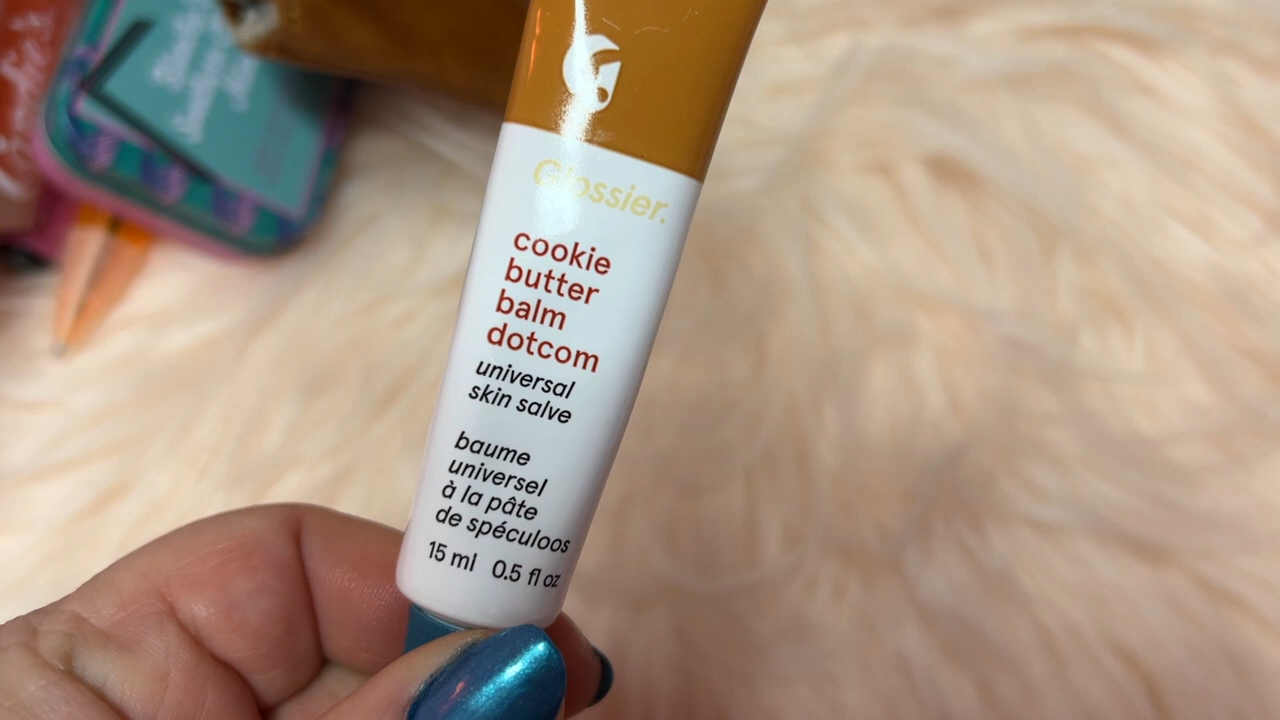 Glossier.
cookie
butter
balm
dotcom
universal
skin salve
baume
universel
à la pâte
de spéculoos
15 ml 0.5 fl oz